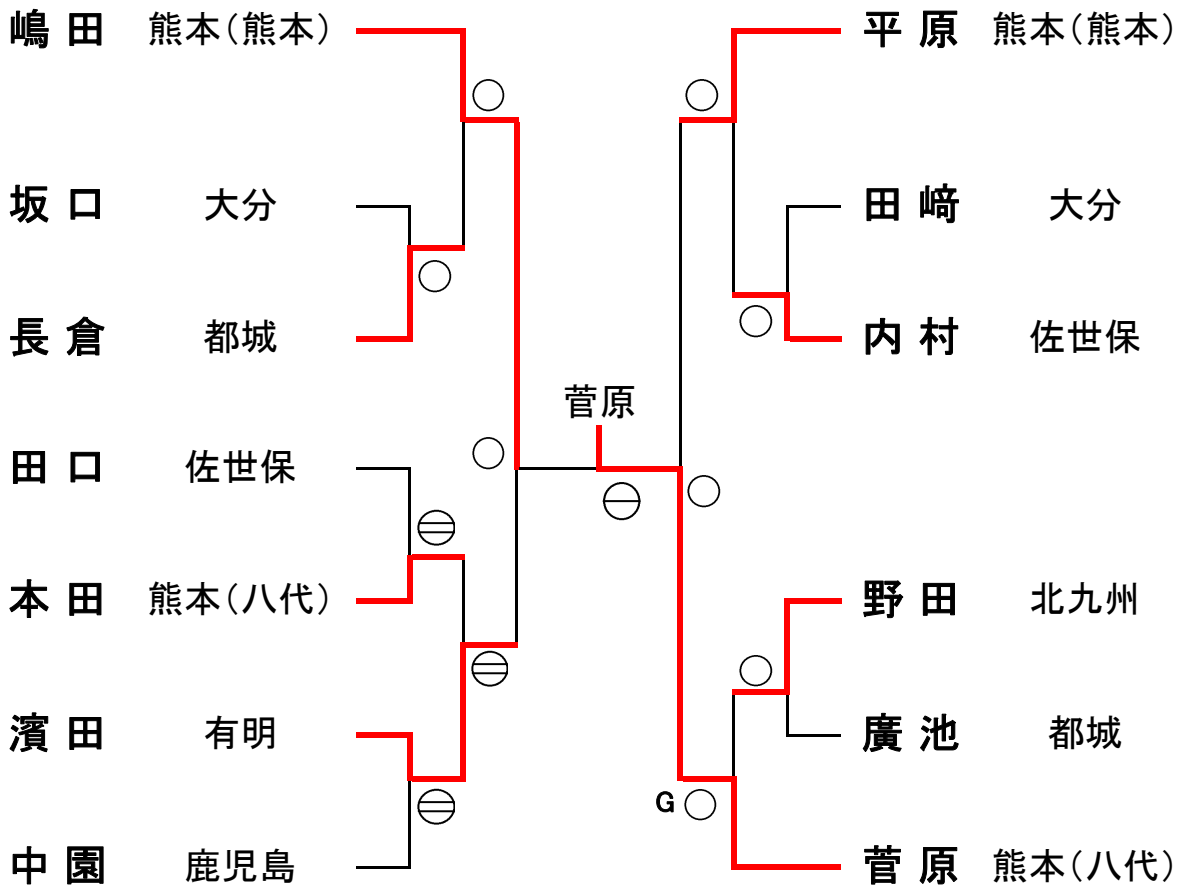 嶋田 熊本(熊本)
坂口 大分
長倉 都城
田口 佐世保
本田 熊本(八代)
濱田 有明
中園 鹿児島
菅原
G
平原 熊本(熊本)
田﨑 大分
内村 佐世保
野田 北九州
廣池 都城
菅原 熊本(八代)